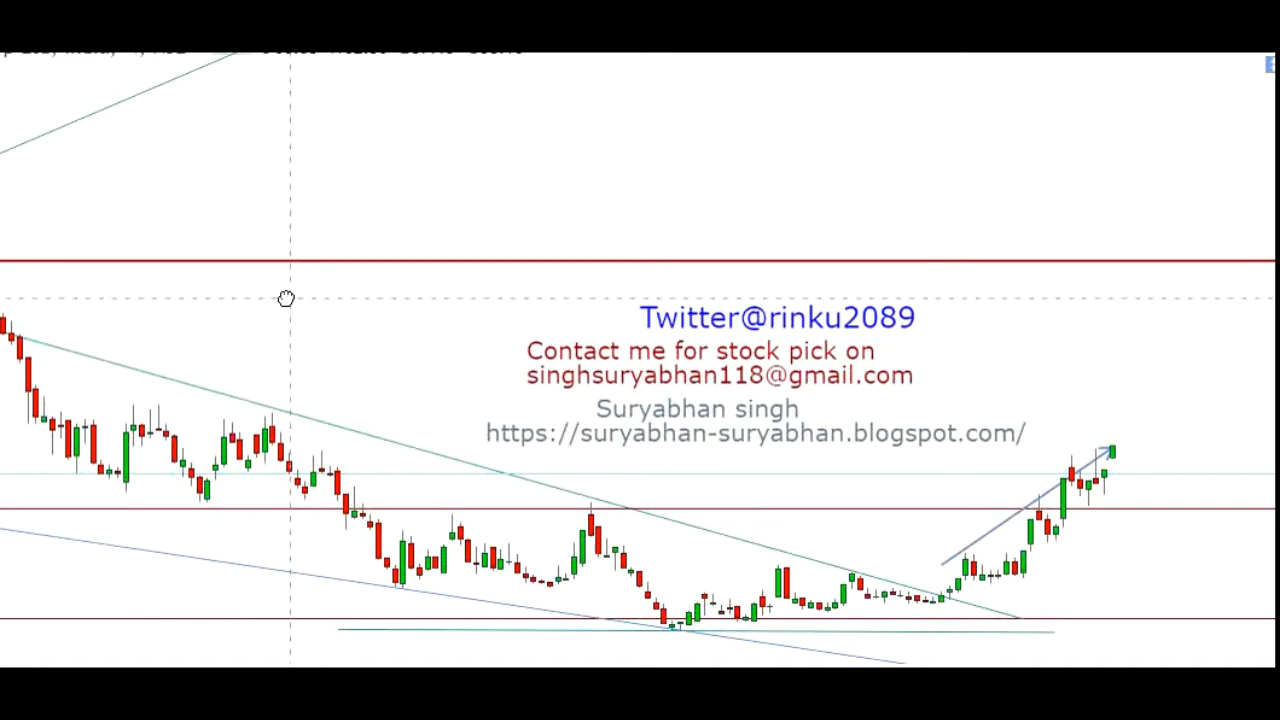 Twitter@rinku2089
Contact me for stock pick on
singhsuryabhan118@gmail.com
Suryabhan singh
https://suryabhan-suryabhan.blogspot.com/